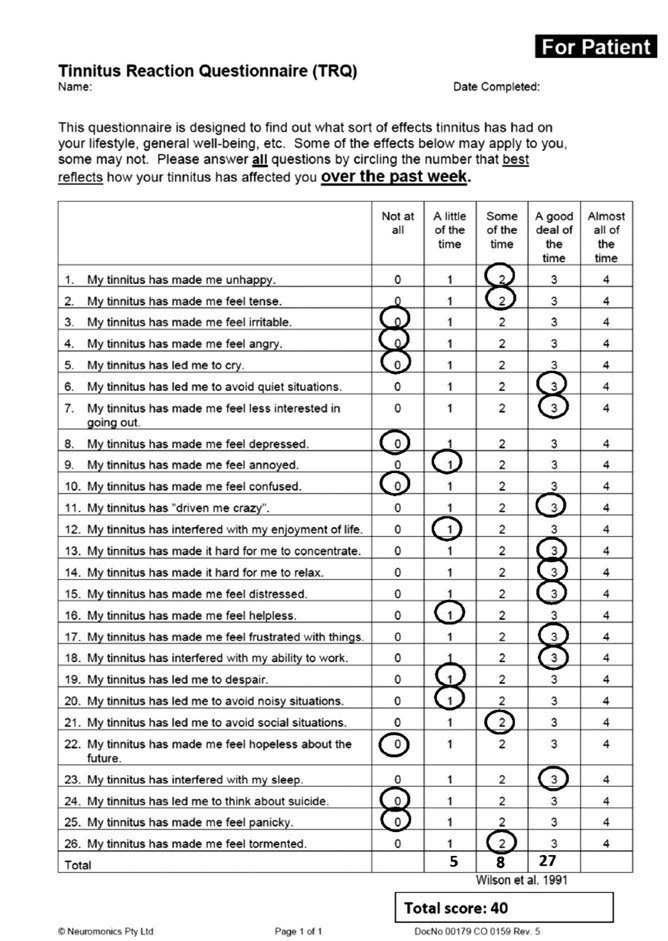 For Patient
Tinnitus Reaction Questionnaire (TRQ)
Name: Date Completed:
This questionnaire is designed to find out what sort of effects tinnitus has had on
your lifestyle, general well-being, etc. Some of the effects below may apply to you,
some may not. Please answer all questions by circling the number that best
reflects how your tinnitus has affected you over the past week.
Not at all A little of the time Some of the time A good deal of the time Almost all of the time
1. My tinnitus has made me unhappy. 0 1 2 3 4
2. My tinnitus has made me feel tense. 0 1 2 3 4
3. My tinnitus has made me feel irritable. 0 1 2 3 4
4. My tinnitus has made me feel angry. 0 1 2 3 4
5. My tinnitus has led me to cry. 0 1 2 3 4
6. My tinnitus has led me to avoid quiet situations. 0 1 2 3 4
7. My tinnitus has made me feel less interested in 0 1 2 3 4
going out.
8. My tinnitus has made me feel depressed. 0 1 2 3 4
9. My tinnitus has made me feel annoyed. 0 1 2 3 4
10. My tinnitus has made me feel confused. 0 1 2 3 4
11. My tinnitus has "driven me crazy". 0 1 2 3 4
12. My tinnitus has interfered with my enjoyment of life. 0 1 2 3 4
13. My tinnitus has made it hard for me to concentrate. 0 1 2 3 4
14. My tinnitus has made it hard for me to relax. 0 1 2 3 4
15. My tinnitus has made me feel distressed. 0 1 2 3 4
16. My tinnitus has made me feel helpless. 0 1 2 3 4
17. My tinnitus has made me feel frustrated with things. 0 1 2 3 4
18. My tinnitus has interfered with my ability to work. 0 1 2 3 4
19. My tinnitus has led me to despair. 0 1 2 3 4
20. My tinnitus has led me to avoid noisy situations. 0 1 2 3 4
21. My tinnitus has led me to avoid social situations. 0 1 2 3 4
22. My tinnitus has made me feel hopeless about the 0 1 2 3 4
future.
23. My tinnitus has interfered with my sleep. 0 1 2 3 4
24. My tinnitus has led me to think about suicide. 0 1 2 3 4
25. My tinnitus has made me feel panicky. 0 1 2 3 4
26. My tinnitus has made me feel tormented. 0 1 2 3 4
Total 5 8 27
Wilson et al. 1991
Total score: 40
© Neuromonics Pty Ltd Page 1 of 1 DocNo 00179 CO 0159 Rev. 5